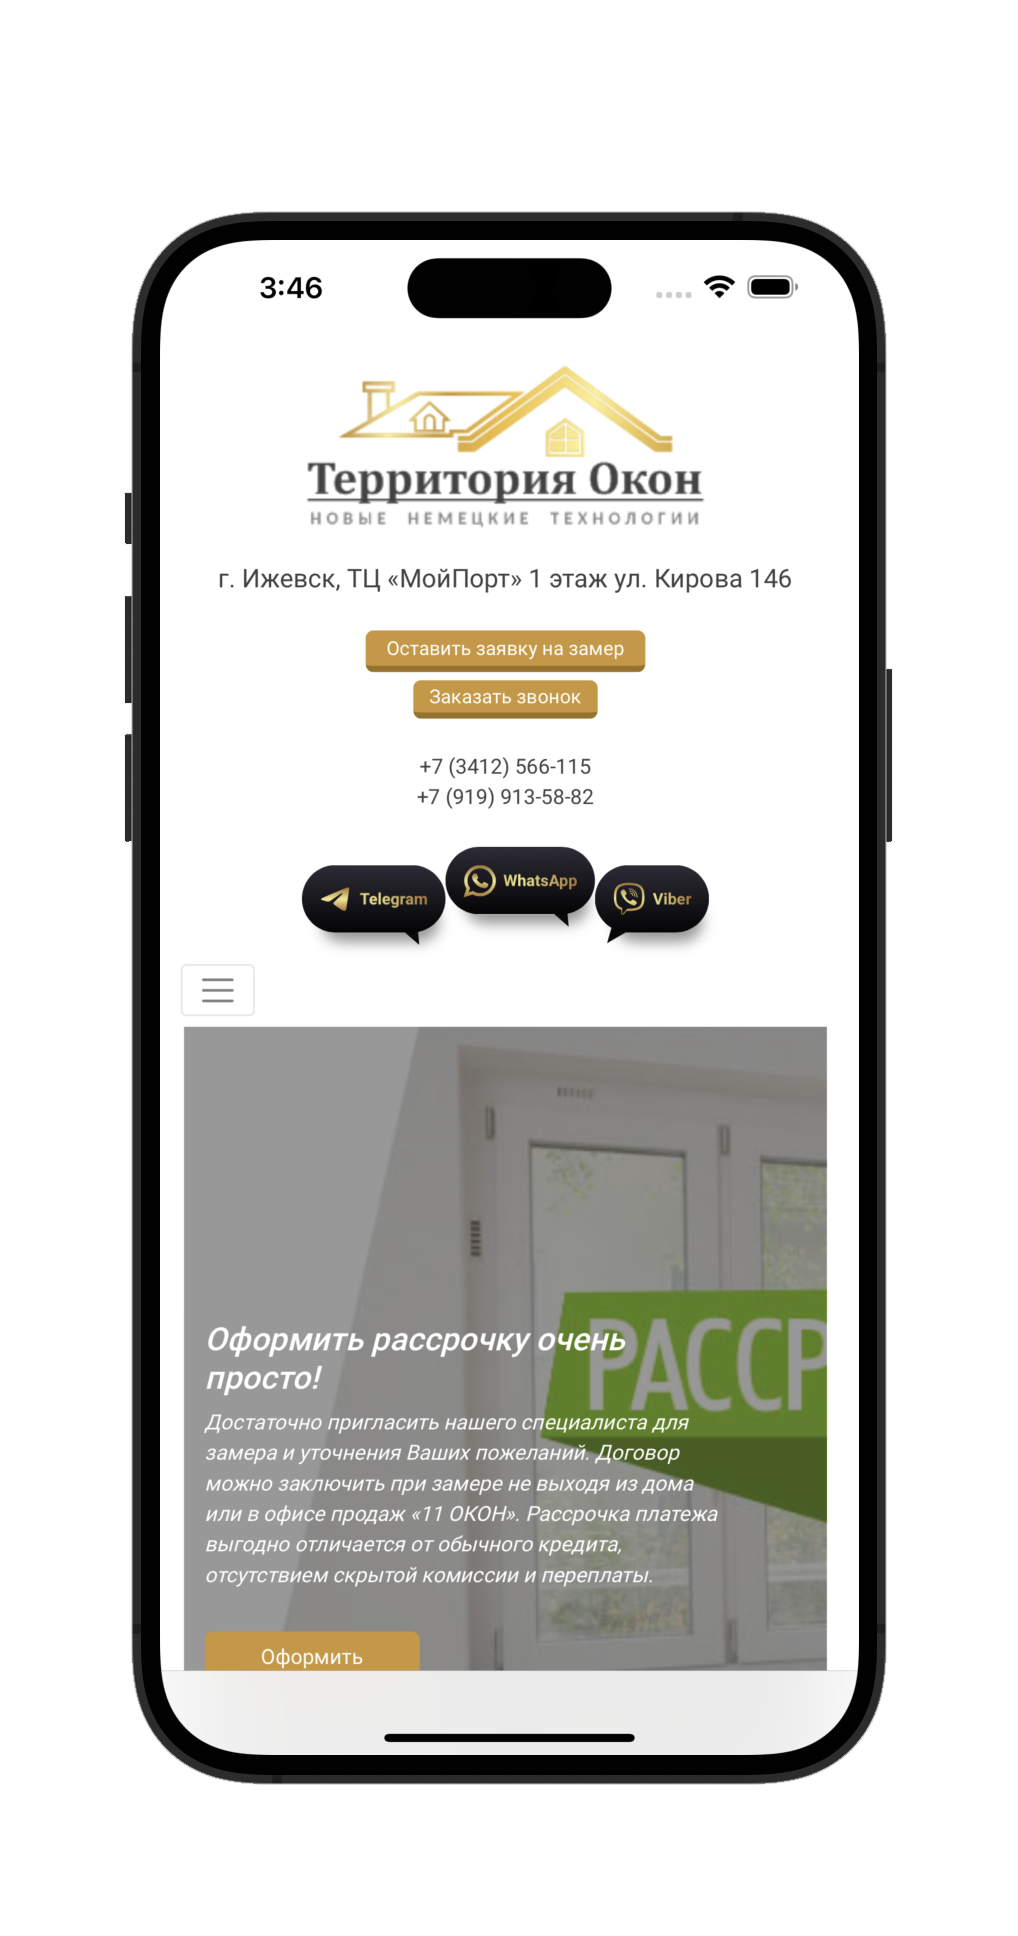 3:46
Территория Окон
НОВЫЕ НЕМЕЦКИЕ ТЕХНОЛОГИИ
г. Ижевск, ТЦ «МойПорт» 1 этаж ул. Кирова 146
Оставить заявку на замер
Заказать звонок
+7 (3412) 566-115
+7 (919) 913-58-82
Telegram
WhatsApp
Viber
РАССР
Оформить рассрочку очень
просто!
Достаточно пригласить нашего специалиста для
замера и уточнения Ваших пожеланий. Договор
можно заключить при замере не выходя из дома
или в офисе продаж «11 ОКОН». Рассрочка платежа
выгодно отличается от обычного кредита,
отсутствием скрытой комиссии и переплаты.
Оформить